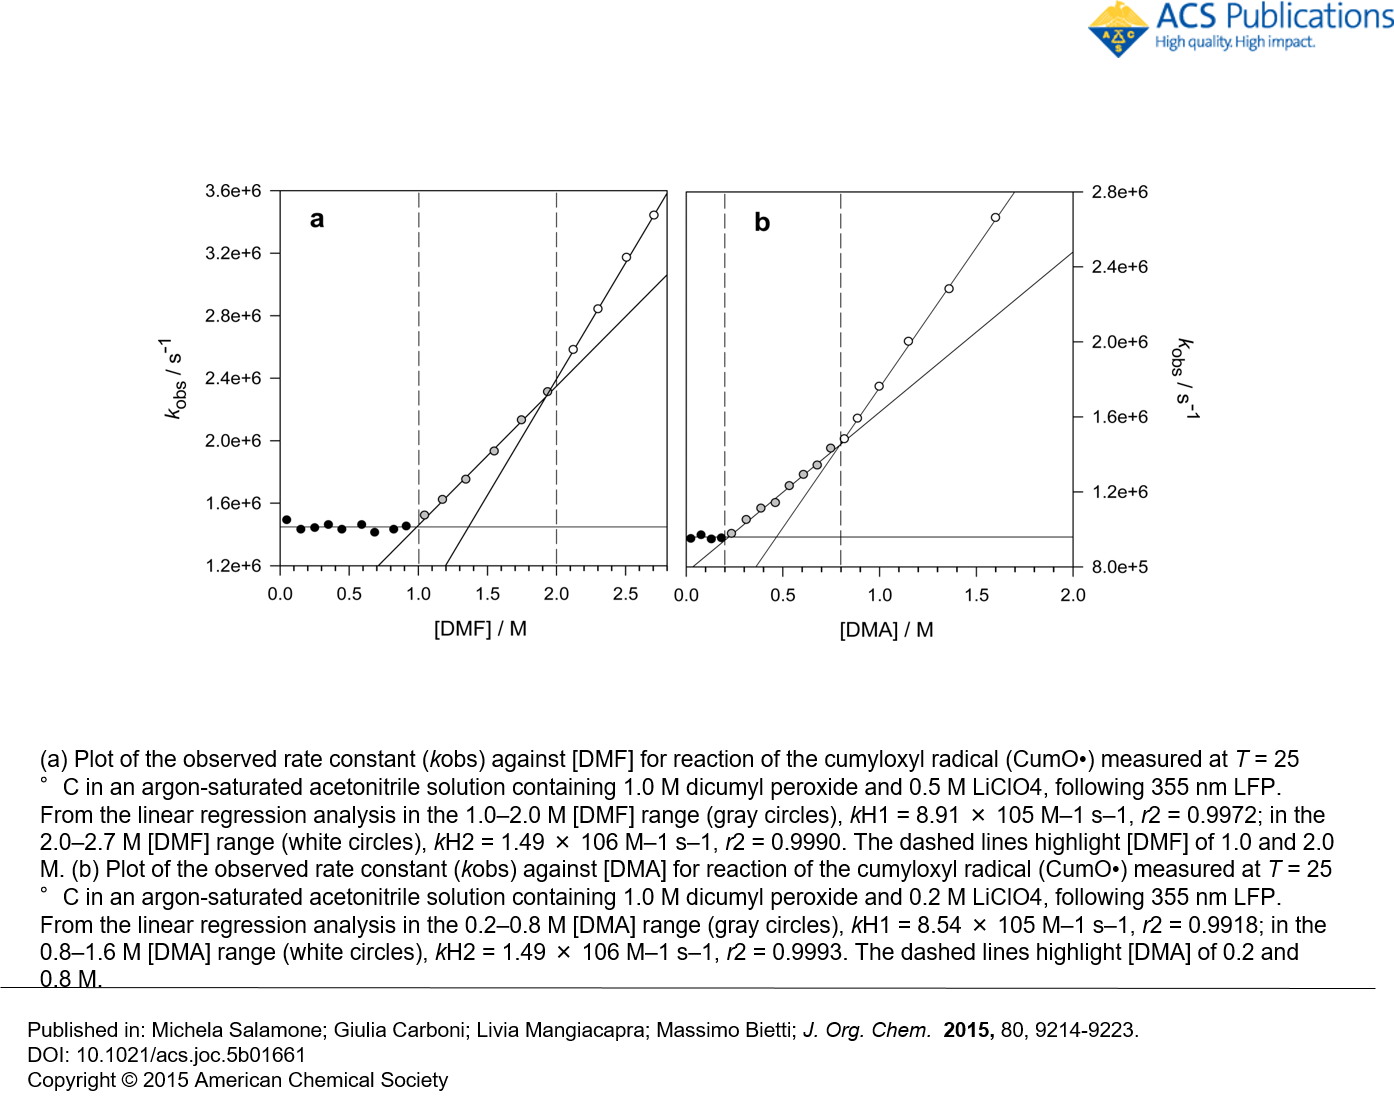 ACS Publications
High quality. High impact.
a
b
3.6e+6
3.2e+6
2.8e+6
2.4e+6
2.0e+6
1.6e+6
1.2e+6
kobs / s-1
0.0 0.5 1.0 1.5 2.0 2.5
[DMF] / M
2.8e+6
2.4e+6
2.0e+6
1.6e+6
1.2e+6
8.0e+5
kobs / s-1
0.0 0.5 1.0 1.5 2.0
[DMA] / M
(a) Plot of the observed rate constant (kobs) against [DMF] for reaction of the cumyloxyl radical (CumO•) measured at T = 25
° C in an argon-saturated acetonitrile solution containing 1.0 M dicumyl peroxide and 0.5 M LiClO4, following 355 nm LFP.
From the linear regression analysis in the 1.0–2.0 M [DMF] range (gray circles), kH1 = 8.91 × 105 M–1 s–1, r2 = 0.9972; in the
2.0–2.7 M [DMF] range (white circles), kH2 = 1.49 × 106 M–1 s–1, r2 = 0.9990. The dashed lines highlight [DMF] of 1.0 and 2.0
M. (b) Plot of the observed rate constant (kobs) against [DMA] for reaction of the cumyloxyl radical (CumO•) measured at T = 25
° C in an argon-saturated acetonitrile solution containing 1.0 M dicumyl peroxide and 0.2 M LiClO4, following 355 nm LFP.
From the linear regression analysis in the 0.2–0.8 M [DMA] range (gray circles), kH1 = 8.54 × 105 M–1 s–1, r2 = 0.9918; in the
0.8–1.6 M [DMA] range (white circles), kH2 = 1.49 × 106 M–1 s–1, r2 = 0.9993. The dashed lines highlight [DMA] of 0.2 and
0.8 M.
Published in: Michela Salamone; Giulia Carboni; Livia Mangiacapra; Massimo Bietti; J. Org. Chem. 2015, 80, 9214-9223.
DOI: 10.1021/acs.joc.5b01661
Copyright © 2015 American Chemical Society